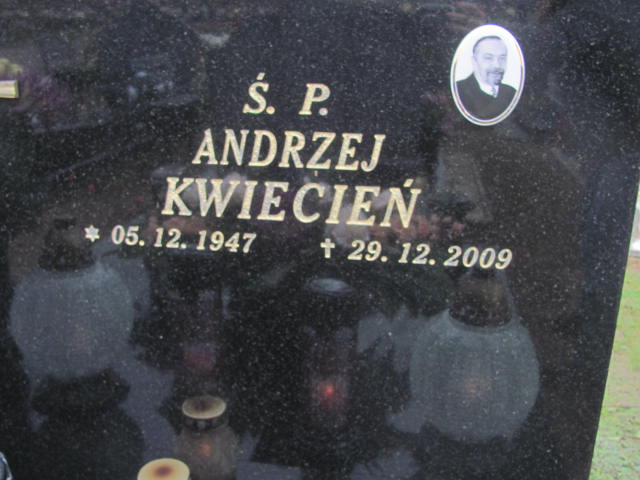 Ś. P.
ANDRZEJ
KWIECIEŃ
* 05. 12. 1947 † 29. 12. 2009